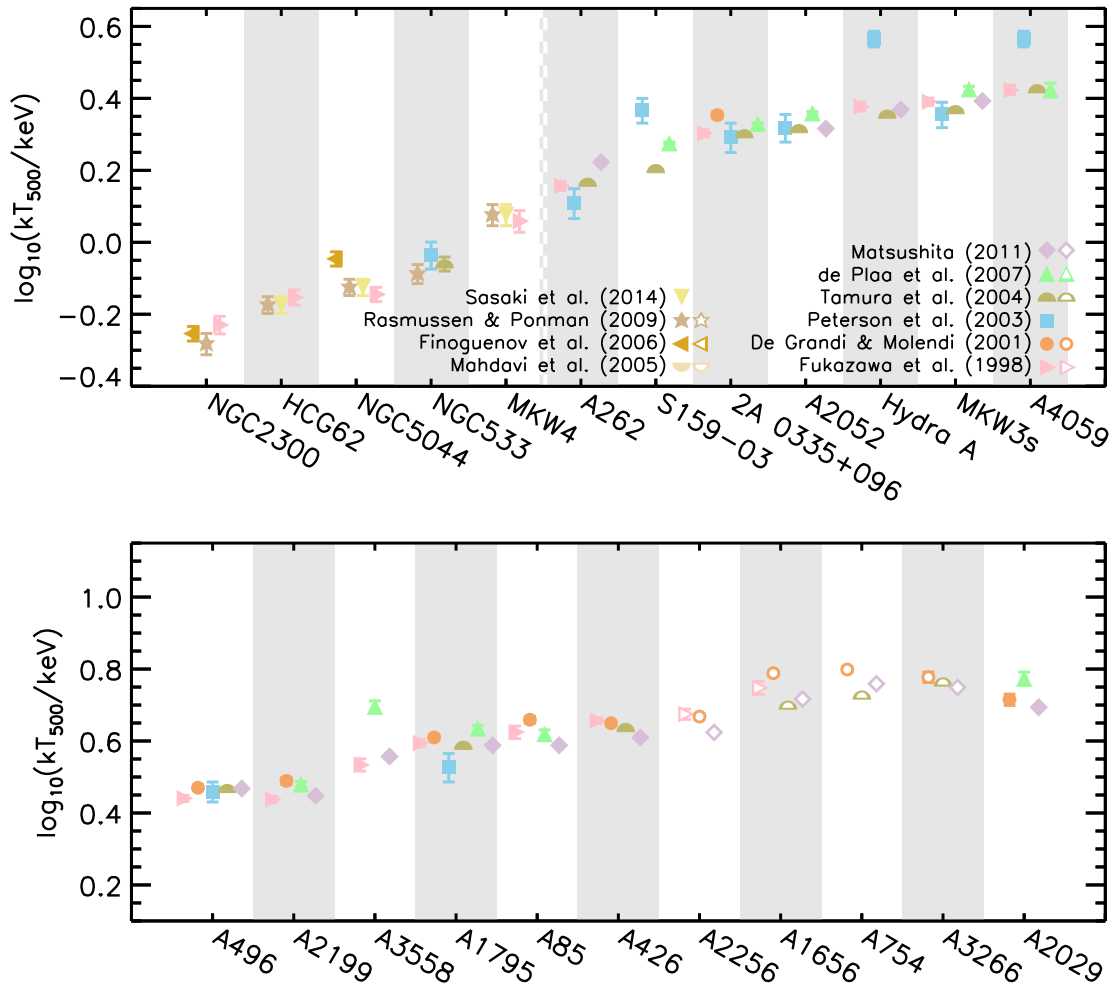 log10(kT500/keV)
0.6
0.4
0.2
0.0
−0.2
−0.4
Matsushita (2011)
de Plaa et al. (2007)
Sasaki et al. (2014)
Tamura et al. (2004)
Rasmussen & Ponman (2009)
Peterson et al. (2003)
Finoguenov et al. (2006)
De Grandi & Molendi (2001)
Mahdavi et al. (2005)
Fukazawa et al. (1998)
NGC2300
HCG62
NGC5044
NGC533
MKW4
A262
S159−03
2A 0335+096
A2052
Hydra A
MKW3s
A4059
log10(kT500/keV)
1.0
0.8
0.6
0.4
0.2
A496
A2199
A3558
A1795
A85
A426
A2256
A1656
A754
A3266
A2029